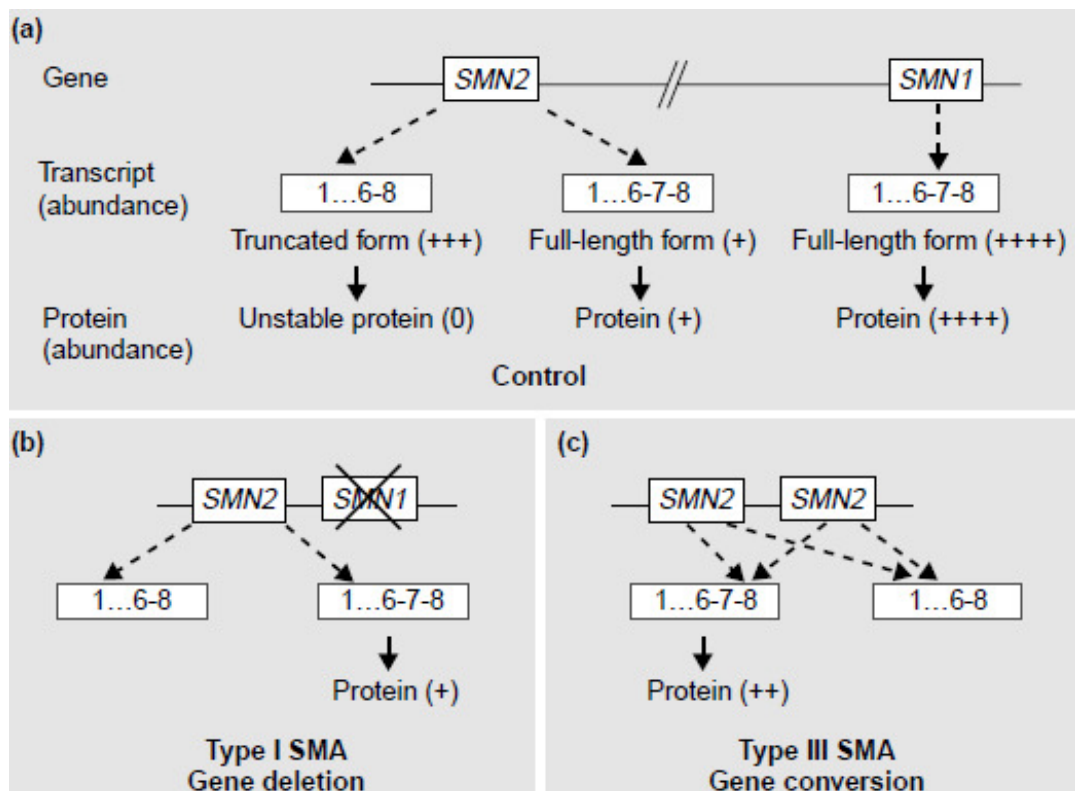 (a)
Gene
SMN2
SMN1
Transcript
(abundance)
1...6-8
1...6-7-8
1...6-7-8
Truncated form (+++)
Full-length form (+)
Full-length form (++++)
Protein
(abundance)
Unstable protein (0)
Protein (+)
Protein (++++)
Control
(b)
SMN2
SMN1
1...6-8
1...6-7-8
Protein (+)
Type I SMA
Gene deletion
(c)
SMN2
SMN2
1...6-7-8
1...6-8
Protein (++)
Type III SMA
Gene conversion